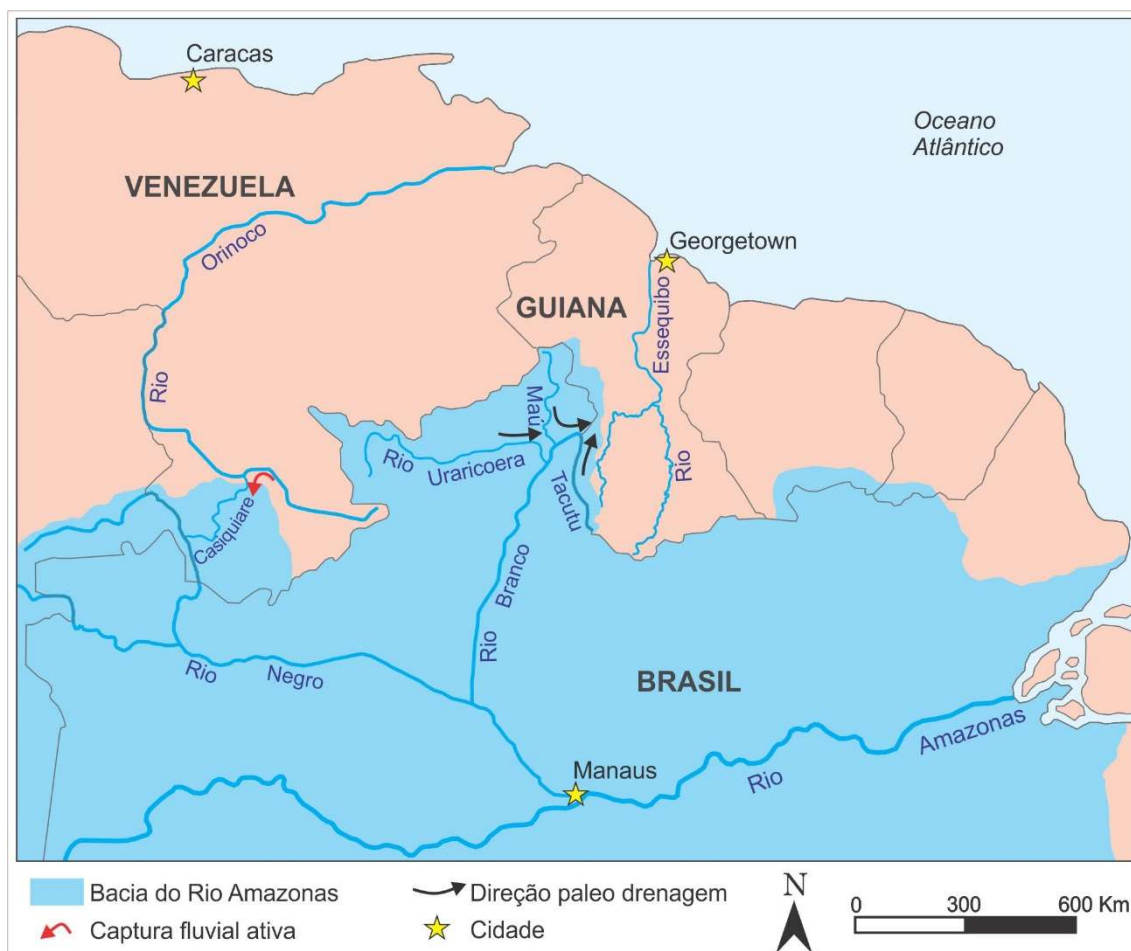 Caracas
Oceano
Atlântico
VENEZUELA
Rio Orinoco
Georgetown
GUIANA
Rio Essequibo
Maú
Rio Uraricoera
Tacutu
Casiquiare
Rio Branco
Rio Negro
BRASIL
Rio Amazonas
Manaus
Bacia do Rio Amazonas
Direção paleo drenagem
N
0 300 600 Km
Captura fluvial ativa
Cidade